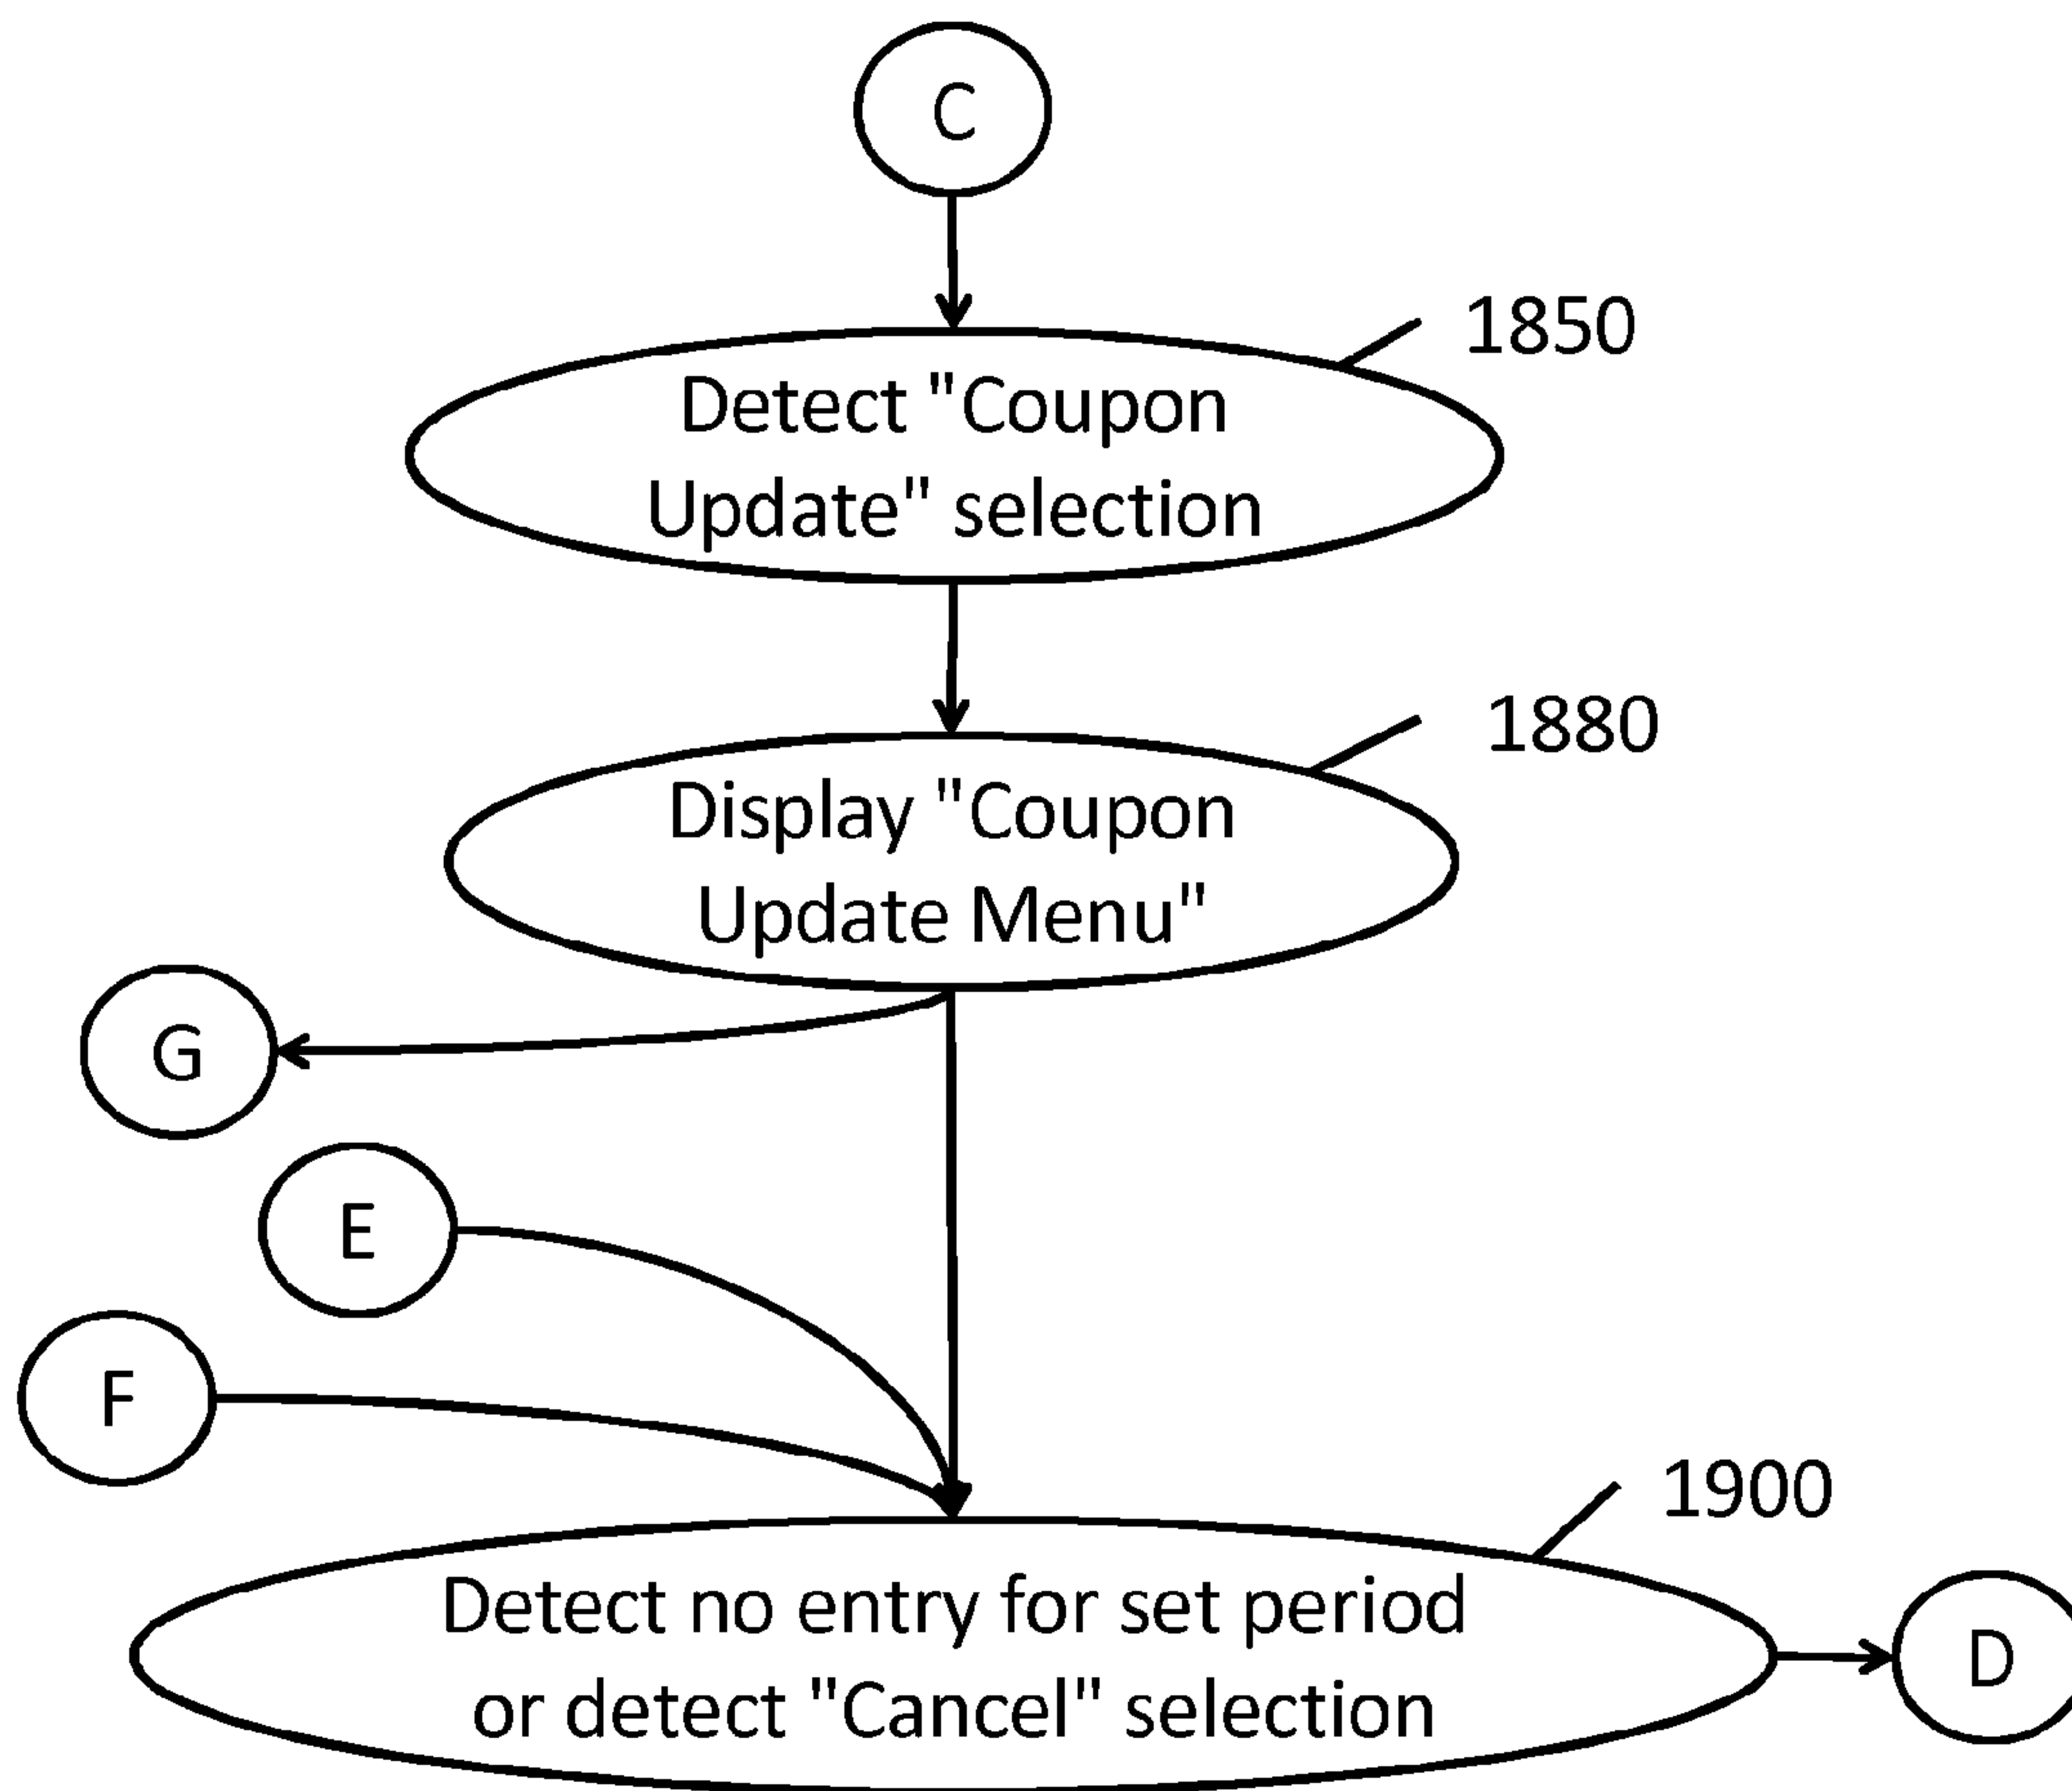 C
1850
Detect "Coupon
Update" selection
1880
Display "Coupon
Update Menu"
G
E
F
1900
Detect no entry for set period
or detect "Cancel" selection
D